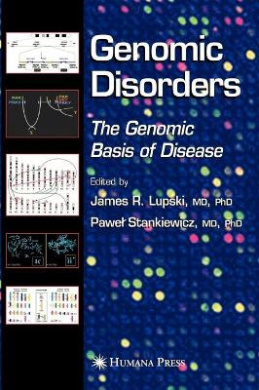 Genomic
Disorders
The Genomic
Basis of Disease
Edited by
James R. Lupski, MD, PhD
Paweł Stankiewicz, MD, PhD
HUMANA PRESS